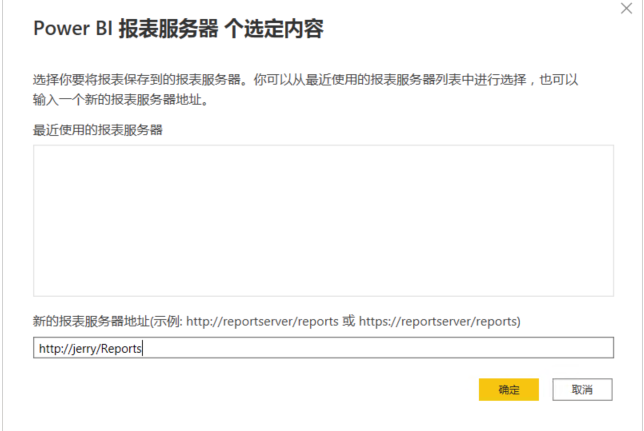 Power BI 报表服务器 个选定内容
选择你要将报表保存到的报表服务器。你可以从最近使用的报表服务器列表中进行选择，也可以
输入一个新的报表服务器地址。
最近使用的报表服务器
新的报表服务器地址(示例: http://reportserver/reports 或 https://reportserver/reports)
http://jerry/Reports
确定 取消